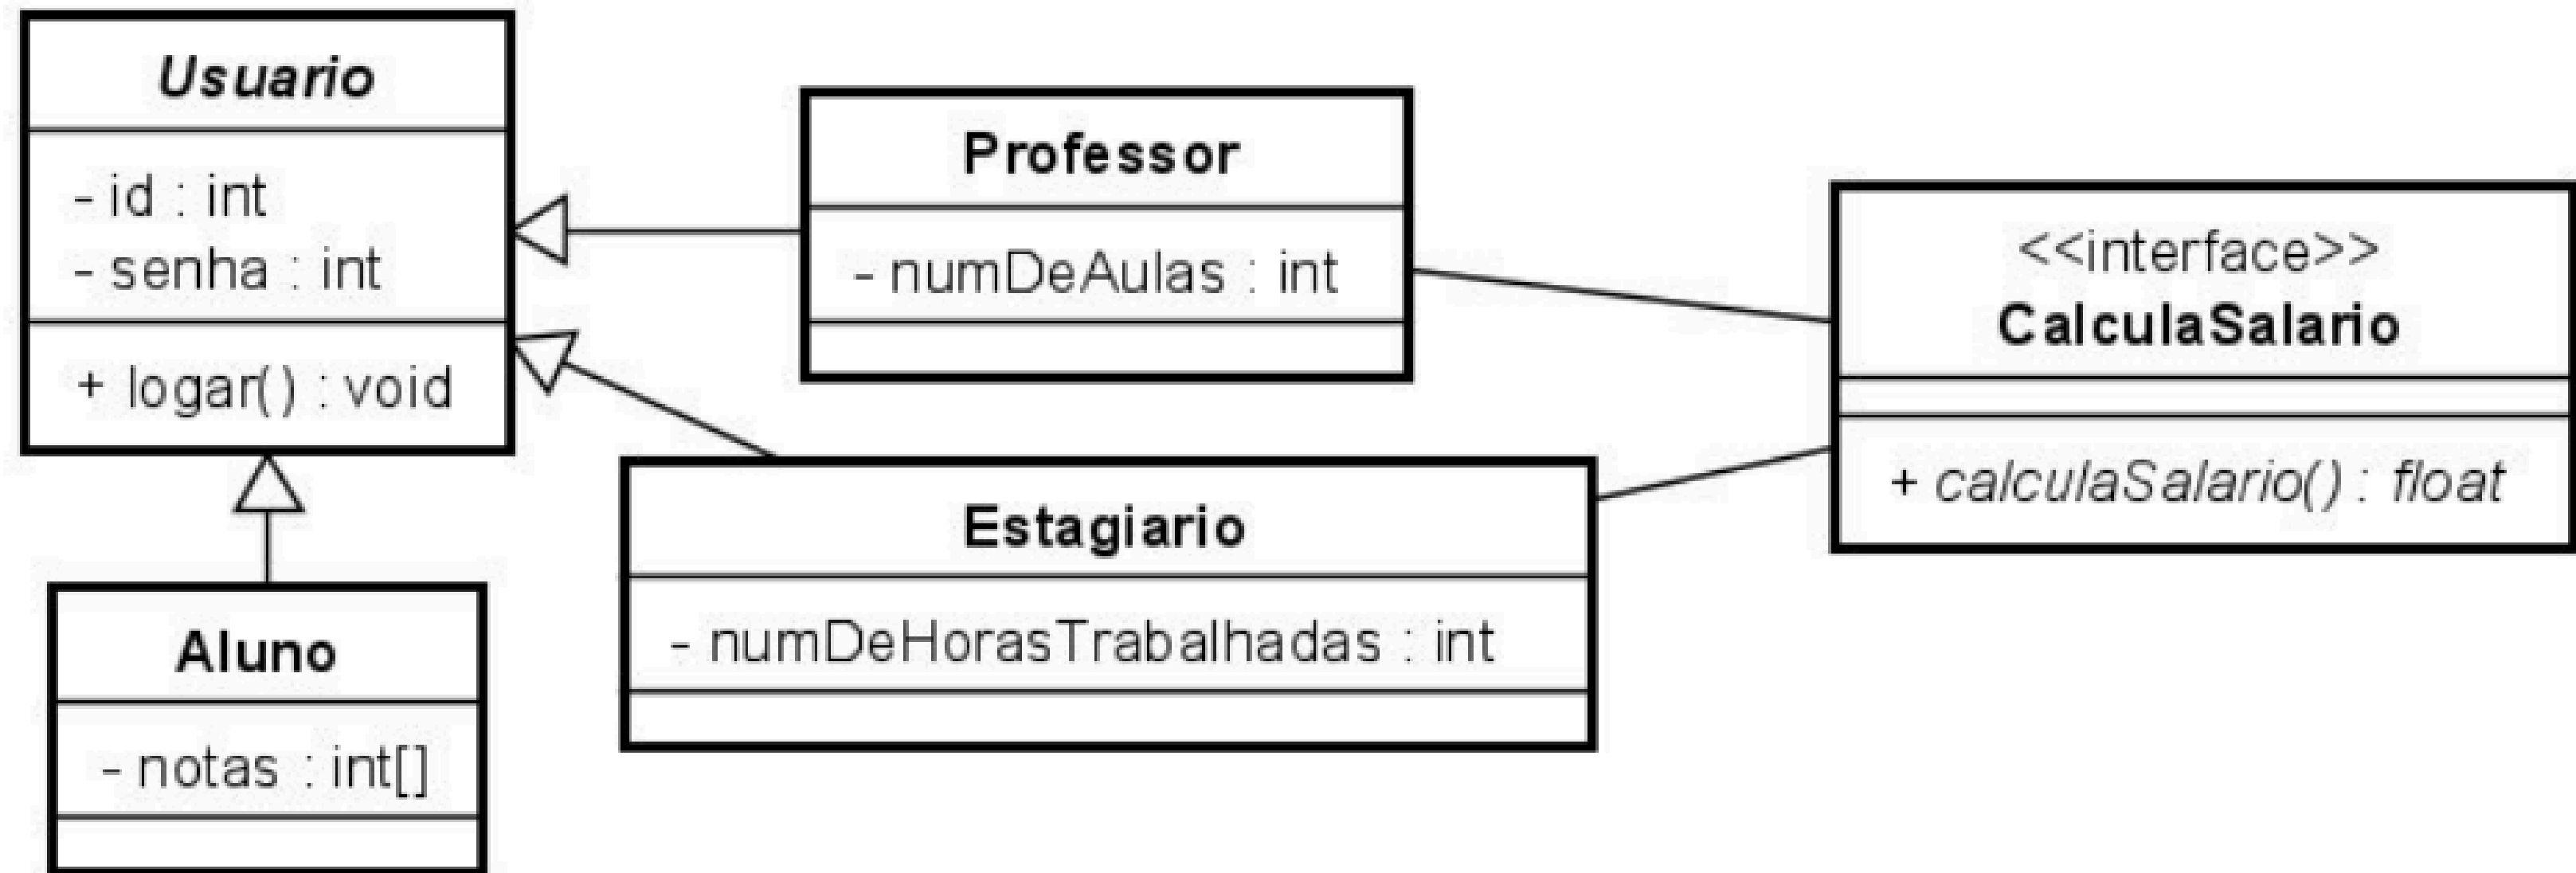 Usuario
- id : int
- senha : int
+ logar() : void
Professor
- numDeAulas : int
<<interface>>
CalculaSalario
+ calculaSalario() : float
Estagiario
- numDeHorasTrabalhadas : int
Aluno
- notas : int[]